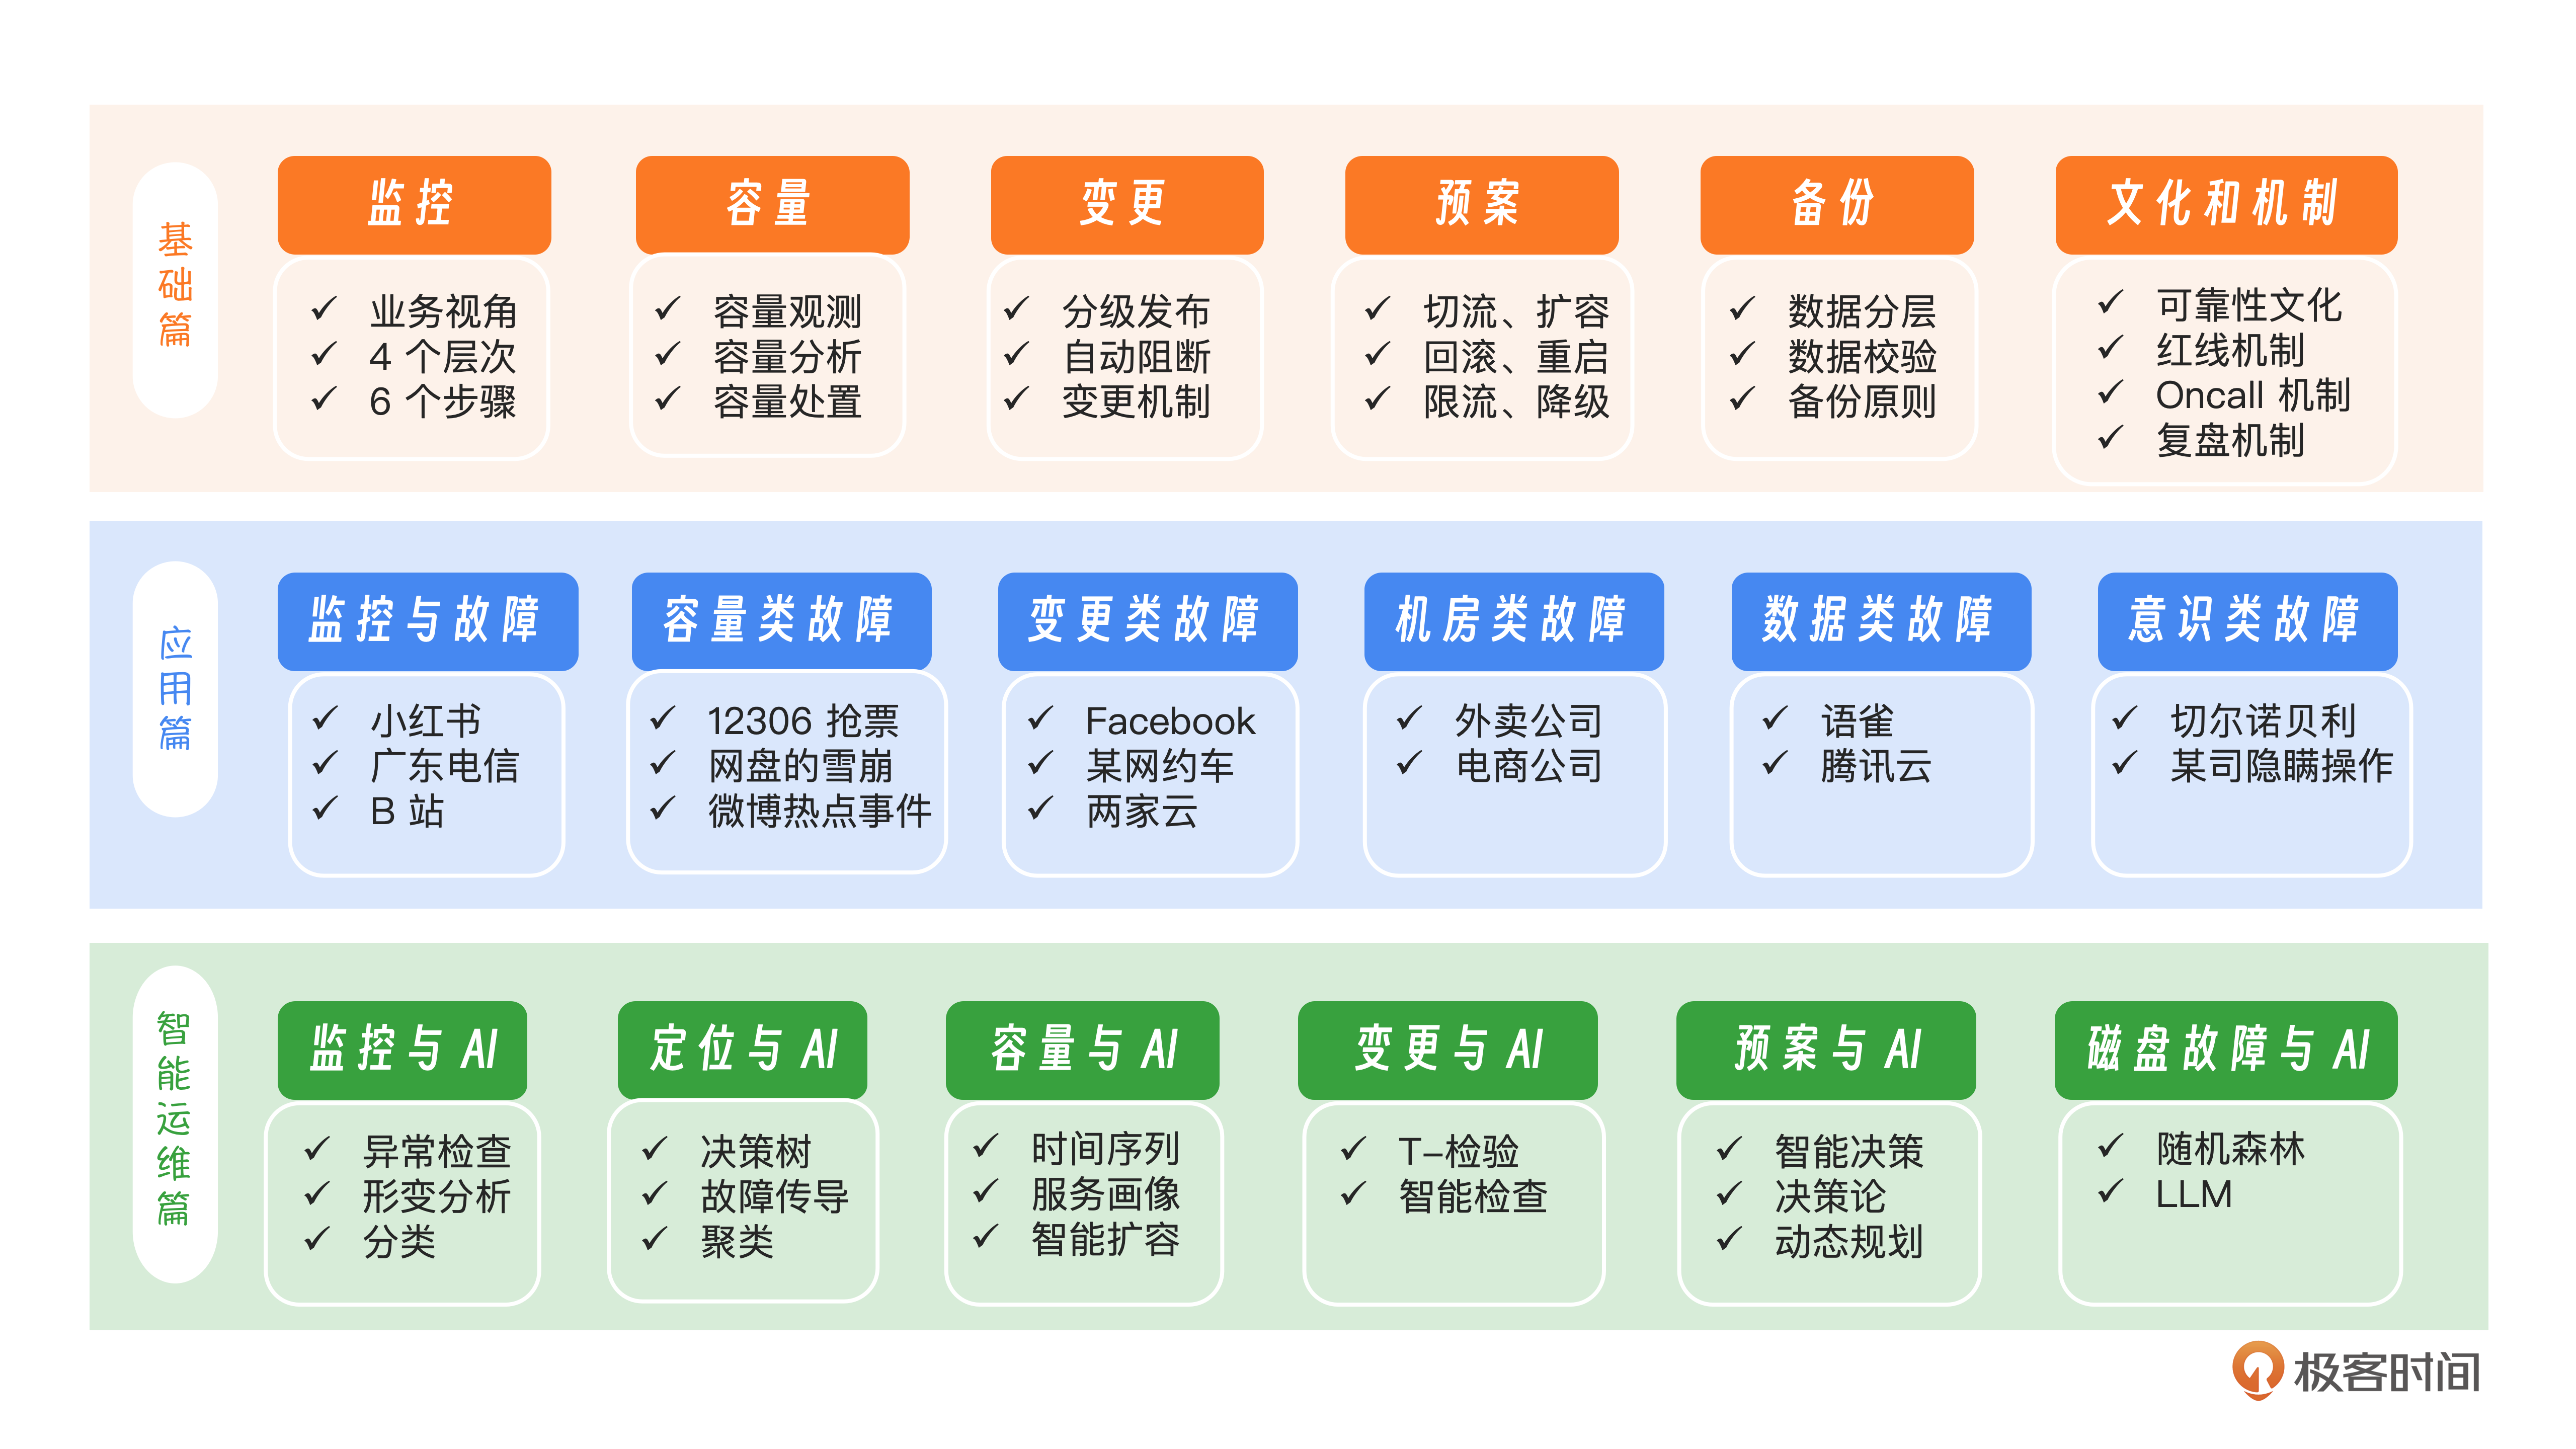 基础篇
监控
业务视角
4 个层次
6 个步骤
容量
容量观测
容量分析
容量处置
变更
分级发布
自动阻断
变更机制
预案
切流、扩容
回滚、重启
限流、降级
备份
数据分层
数据校验
备份原则
文化和机制
可靠性文化
红线机制
Oncall 机制
复盘机制
应用篇
监控与故障
小红书
广东电信
B 站
容量类故障
12306 抢票
网盘的雪崩
微博热点事件
变更类故障
Facebook
某网约车
两家云
机房类故障
外卖公司
电商公司
数据类故障
语雀
腾讯云
意识类故障
切尔诺贝利
某司隐瞒操作
智能运维篇
监控与 AI
异常检查
形变分析
分类
定位与 AI
决策树
故障传导
聚类
容量与 AI
时间序列
服务画像
智能扩容
变更与 AI
T-检验
智能检查
预案与 AI
智能决策
决策论
动态规划
磁盘故障与 AI
随机森林
LLM
极客时间